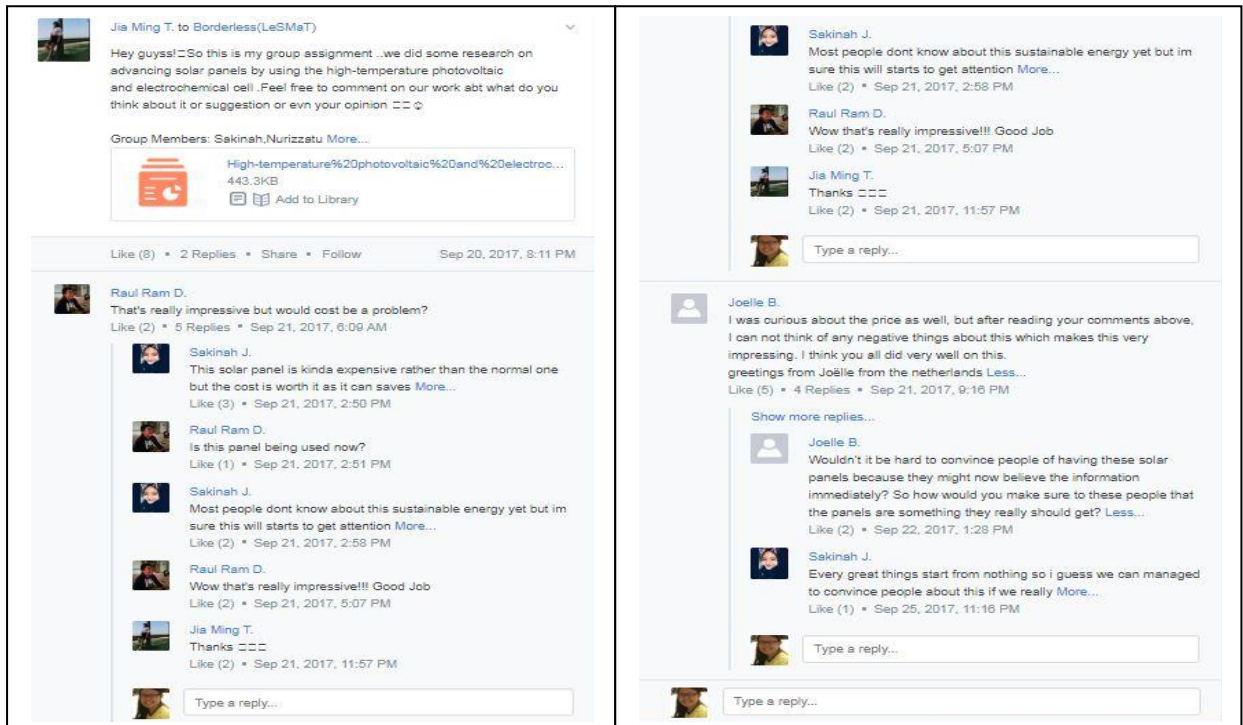 Jia Ming T. to Borderless(LeSMaT)
Hey guyss!□So this is my group assignment ..we did some research on
advancing solar panels by using the high-temperature photovoltaic
and electrochemical cell .Feel free to comment on our work abt what do you
think about it or suggestion or evn your opinion □□☺
Group Members: Sakinah,Nurizzatu More...
High-temperature%20photovoltaic%20and%20electroc...
443.3KB
Add to Library
Like (8) • 2 Replies • Share • Follow Sep 20, 2017, 8:11 PM
Raul Ram D.
That's really impressive but would cost be a problem?
Like (2) • 5 Replies • Sep 21, 2017, 6:09 AM
Sakinah J.
This solar panel is kinda expensive rather than the normal one
but the cost is worth it as it can saves More...
Like (3) • Sep 21, 2017, 2:50 PM
Raul Ram D.
Is this panel being used now?
Like (1) • Sep 21, 2017, 2:51 PM
Sakinah J.
Most people dont know about this sustainable energy yet but im
sure this will starts to get attention More...
Like (2) • Sep 21, 2017, 2:58 PM
Raul Ram D.
Wow that's really impressive!!! Good Job
Like (2) • Sep 21, 2017, 5:07 PM
Jia Ming T.
Thanks □□□
Like (2) • Sep 21, 2017, 11:57 PM
Type a reply...
Sakinah J.
Most people dont know about this sustainable energy yet but im
sure this will starts to get attention More...
Like (2) • Sep 21, 2017, 2:58 PM
Raul Ram D.
Wow that's really impressive!!! Good Job
Like (2) • Sep 21, 2017, 5:07 PM
Jia Ming T.
Thanks □□□
Like (2) • Sep 21, 2017, 11:57 PM
Type a reply...
Joelle B.
I was curious about the price as well, but after reading your comments above,
I can not think of any negative things about this which makes this very
impressing. I think you all did very well on this.
greetings from Joëlle from the netherlands Less...
Like (5) • 4 Replies • Sep 21, 2017, 9:16 PM
Show more replies...
Joelle B.
Wouldn't it be hard to convince people of having these solar
panels because they might now believe the information
immediately? So how would you make sure to these people that
the panels are something they really should get? Less...
Like (2) • Sep 22, 2017, 1:28 PM
Sakinah J.
Every great things start from nothing so i guess we can managed
to convince people about this if we really More...
Like (1) • Sep 25, 2017, 11:16 PM
Type a reply...
Type a reply...